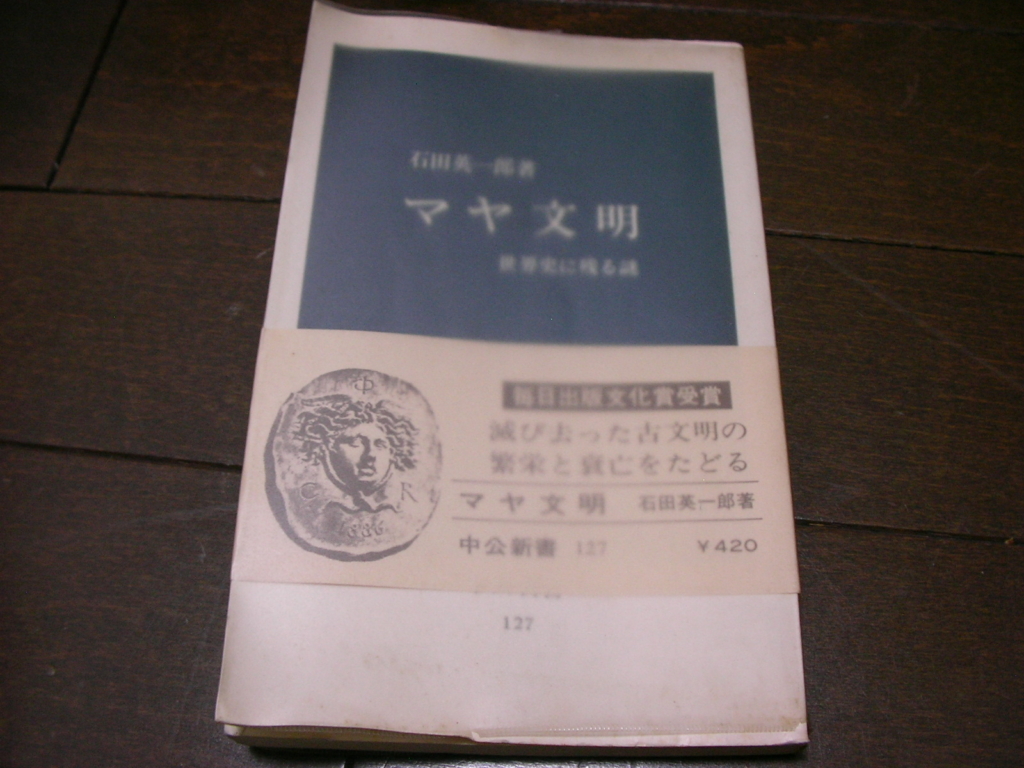 石田英一郎著
マヤ文明
世界史に残る謎
毎日出版文化賞受賞
滅び去った古文明の
繁栄と衰亡をたどる
マヤ文明 石田英一郎著
中公新書 127 ¥420
Φ
C R
1886
127